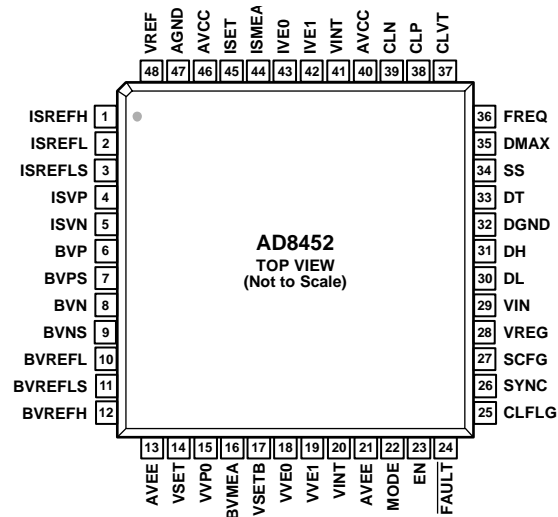 VREF
AGND
AVCC
ISET
ISMEA
IVE0
IVE1
VINT
AVCC
CLN
CLP
CLVT
48 47 46 45 44 43 42 41 40 39 38 37
ISREFH 1
ISREFL 2
ISREFLS 3
ISVP 4
ISVN 5
BVP 6
BVPS 7
BVN 8
BVNS 9
BVREFL 10
BVREFLS 11
BVREFH 12
AD8452
TOP VIEW
(Not to Scale)
36 FREQ
35 DMAX
34 SS
33 DT
32 DGND
31 DH
30 DL
29 VIN
28 VREG
27 SCFG
26 SYNC
25 CLFLG
13 14 15 16 17 18 19 20 21 22 23 24
AVEE
VSET
VVP0
BVMEA
VSETB
VVE0
VVE1
VINT
AVEE
MODE
EN
FAULT